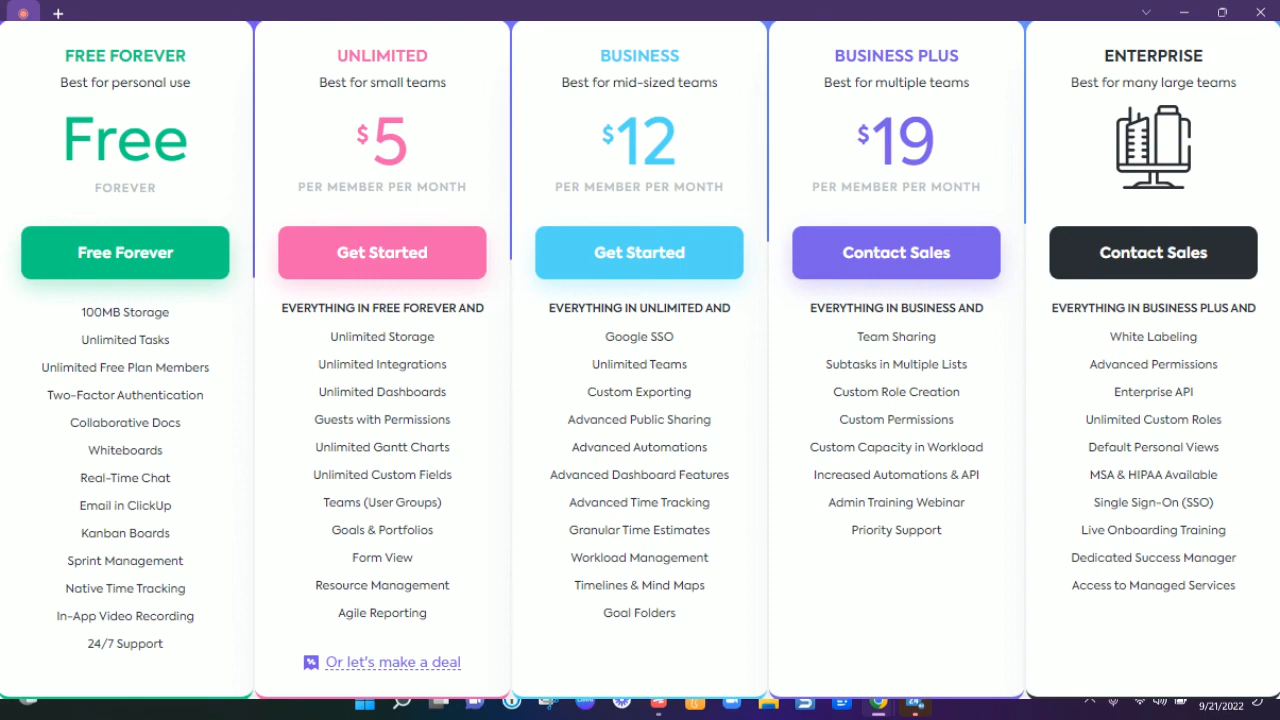 FREE FOREVER
Best for personal use
Free
FOREVER
Free Forever
100MB Storage
Unlimited Tasks
Unlimited Free Plan Members
Two-Factor Authentication
Collaborative Docs
Whiteboards
Real-Time Chat
Email in ClickUp
Kanban Boards
Sprint Management
Native Time Tracking
In-App Video Recording
24/7 Support
UNLIMITED
Best for small teams
$5
PER MEMBER PER MONTH
Get Started
EVERYTHING IN FREE FOREVER AND
Unlimited Storage
Unlimited Integrations
Unlimited Dashboards
Guests with Permissions
Unlimited Gantt Charts
Unlimited Custom Fields
Teams (User Groups)
Goals & Portfolios
Form View
Resource Management
Agile Reporting
Or let's make a deal
BUSINESS
Best for mid-sized teams
$12
PER MEMBER PER MONTH
Get Started
EVERYTHING IN UNLIMITED AND
Google SSO
Unlimited Teams
Custom Exporting
Advanced Public Sharing
Advanced Automations
Advanced Dashboard Features
Advanced Time Tracking
Granular Time Estimates
Workload Management
Timelines & Mind Maps
Goal Folders
BUSINESS PLUS
Best for multiple teams
$19
PER MEMBER PER MONTH
Contact Sales
EVERYTHING IN BUSINESS AND
Team Sharing
Subtasks in Multiple Lists
Custom Role Creation
Custom Permissions
Custom Capacity in Workload
Increased Automations & API
Admin Training Webinar
Priority Support
ENTERPRISE
Best for many large teams
Contact Sales
EVERYTHING IN BUSINESS PLUS AND
White Labeling
Advanced Permissions
Enterprise API
Unlimited Custom Roles
Default Personal Views
MSA & HIPAA Available
Single Sign-On (SSO)
Live Onboarding Training
Dedicated Success Manager
Access to Managed Services
9/21/2022